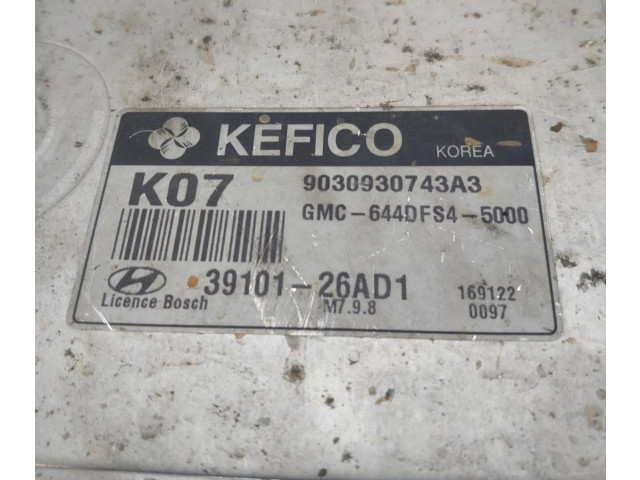 KEFICO KOREA
K07 9030930743A3
GMC-644DFS4-5000
39101-26AD1
Licence Bosch M7.9.8
169122
0097